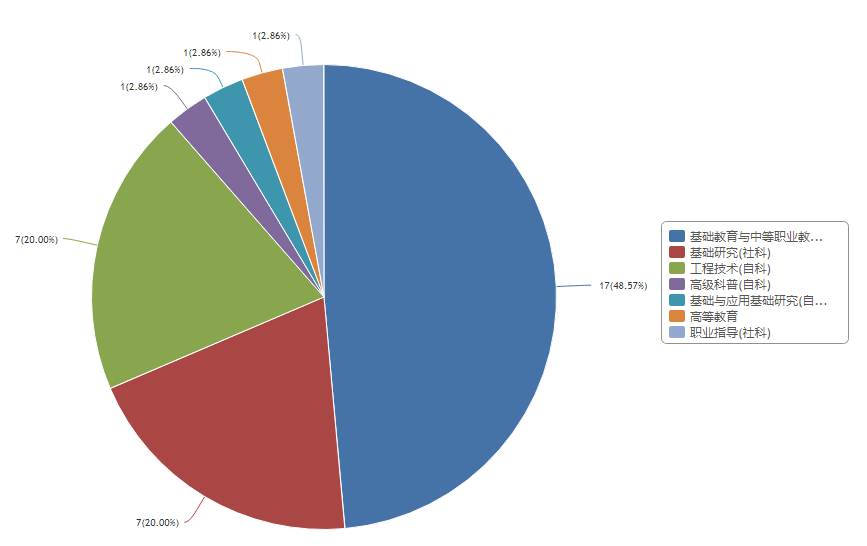 1(2.86%)
1(2.86%)
1(2.86%)
1(2.86%)
7(20.00%)
17(48.57%)
7(20.00%)
基础教育与中等职业教...
基础研究(社科)
工程技术(自科)
高级科普(自科)
基础与应用基础研究(自...
高等教育
职业指导(社科)